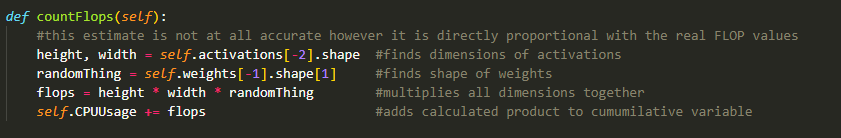 def countFlops(self):
    #this estimate is not at all accurate however it is directly proportional with the real FLOP values
    height, width = self.activations[-2].shape  #finds dimensions of activations
    randomThing = self.weights[-1].shape[1]     #finds shape of weights
    flops = height * width * randomThing        #multiplies all dimensions together
    self.CPUUsage += flops                      #adds calculated product to cumumilative variable